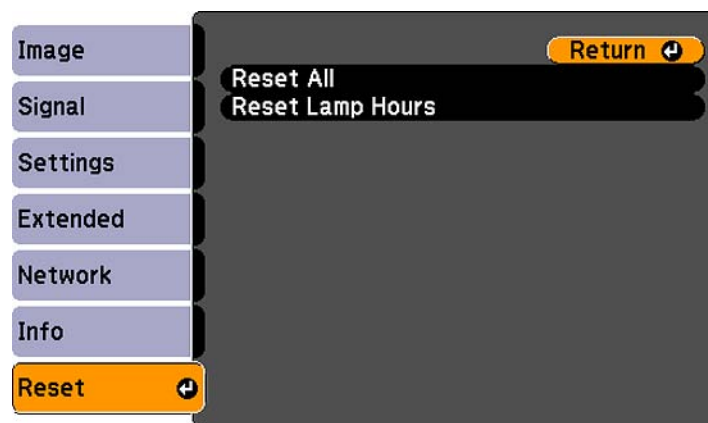 Image
Signal
Settings
Extended
Network
Info
Reset
Return
Reset All
Reset Lamp Hours